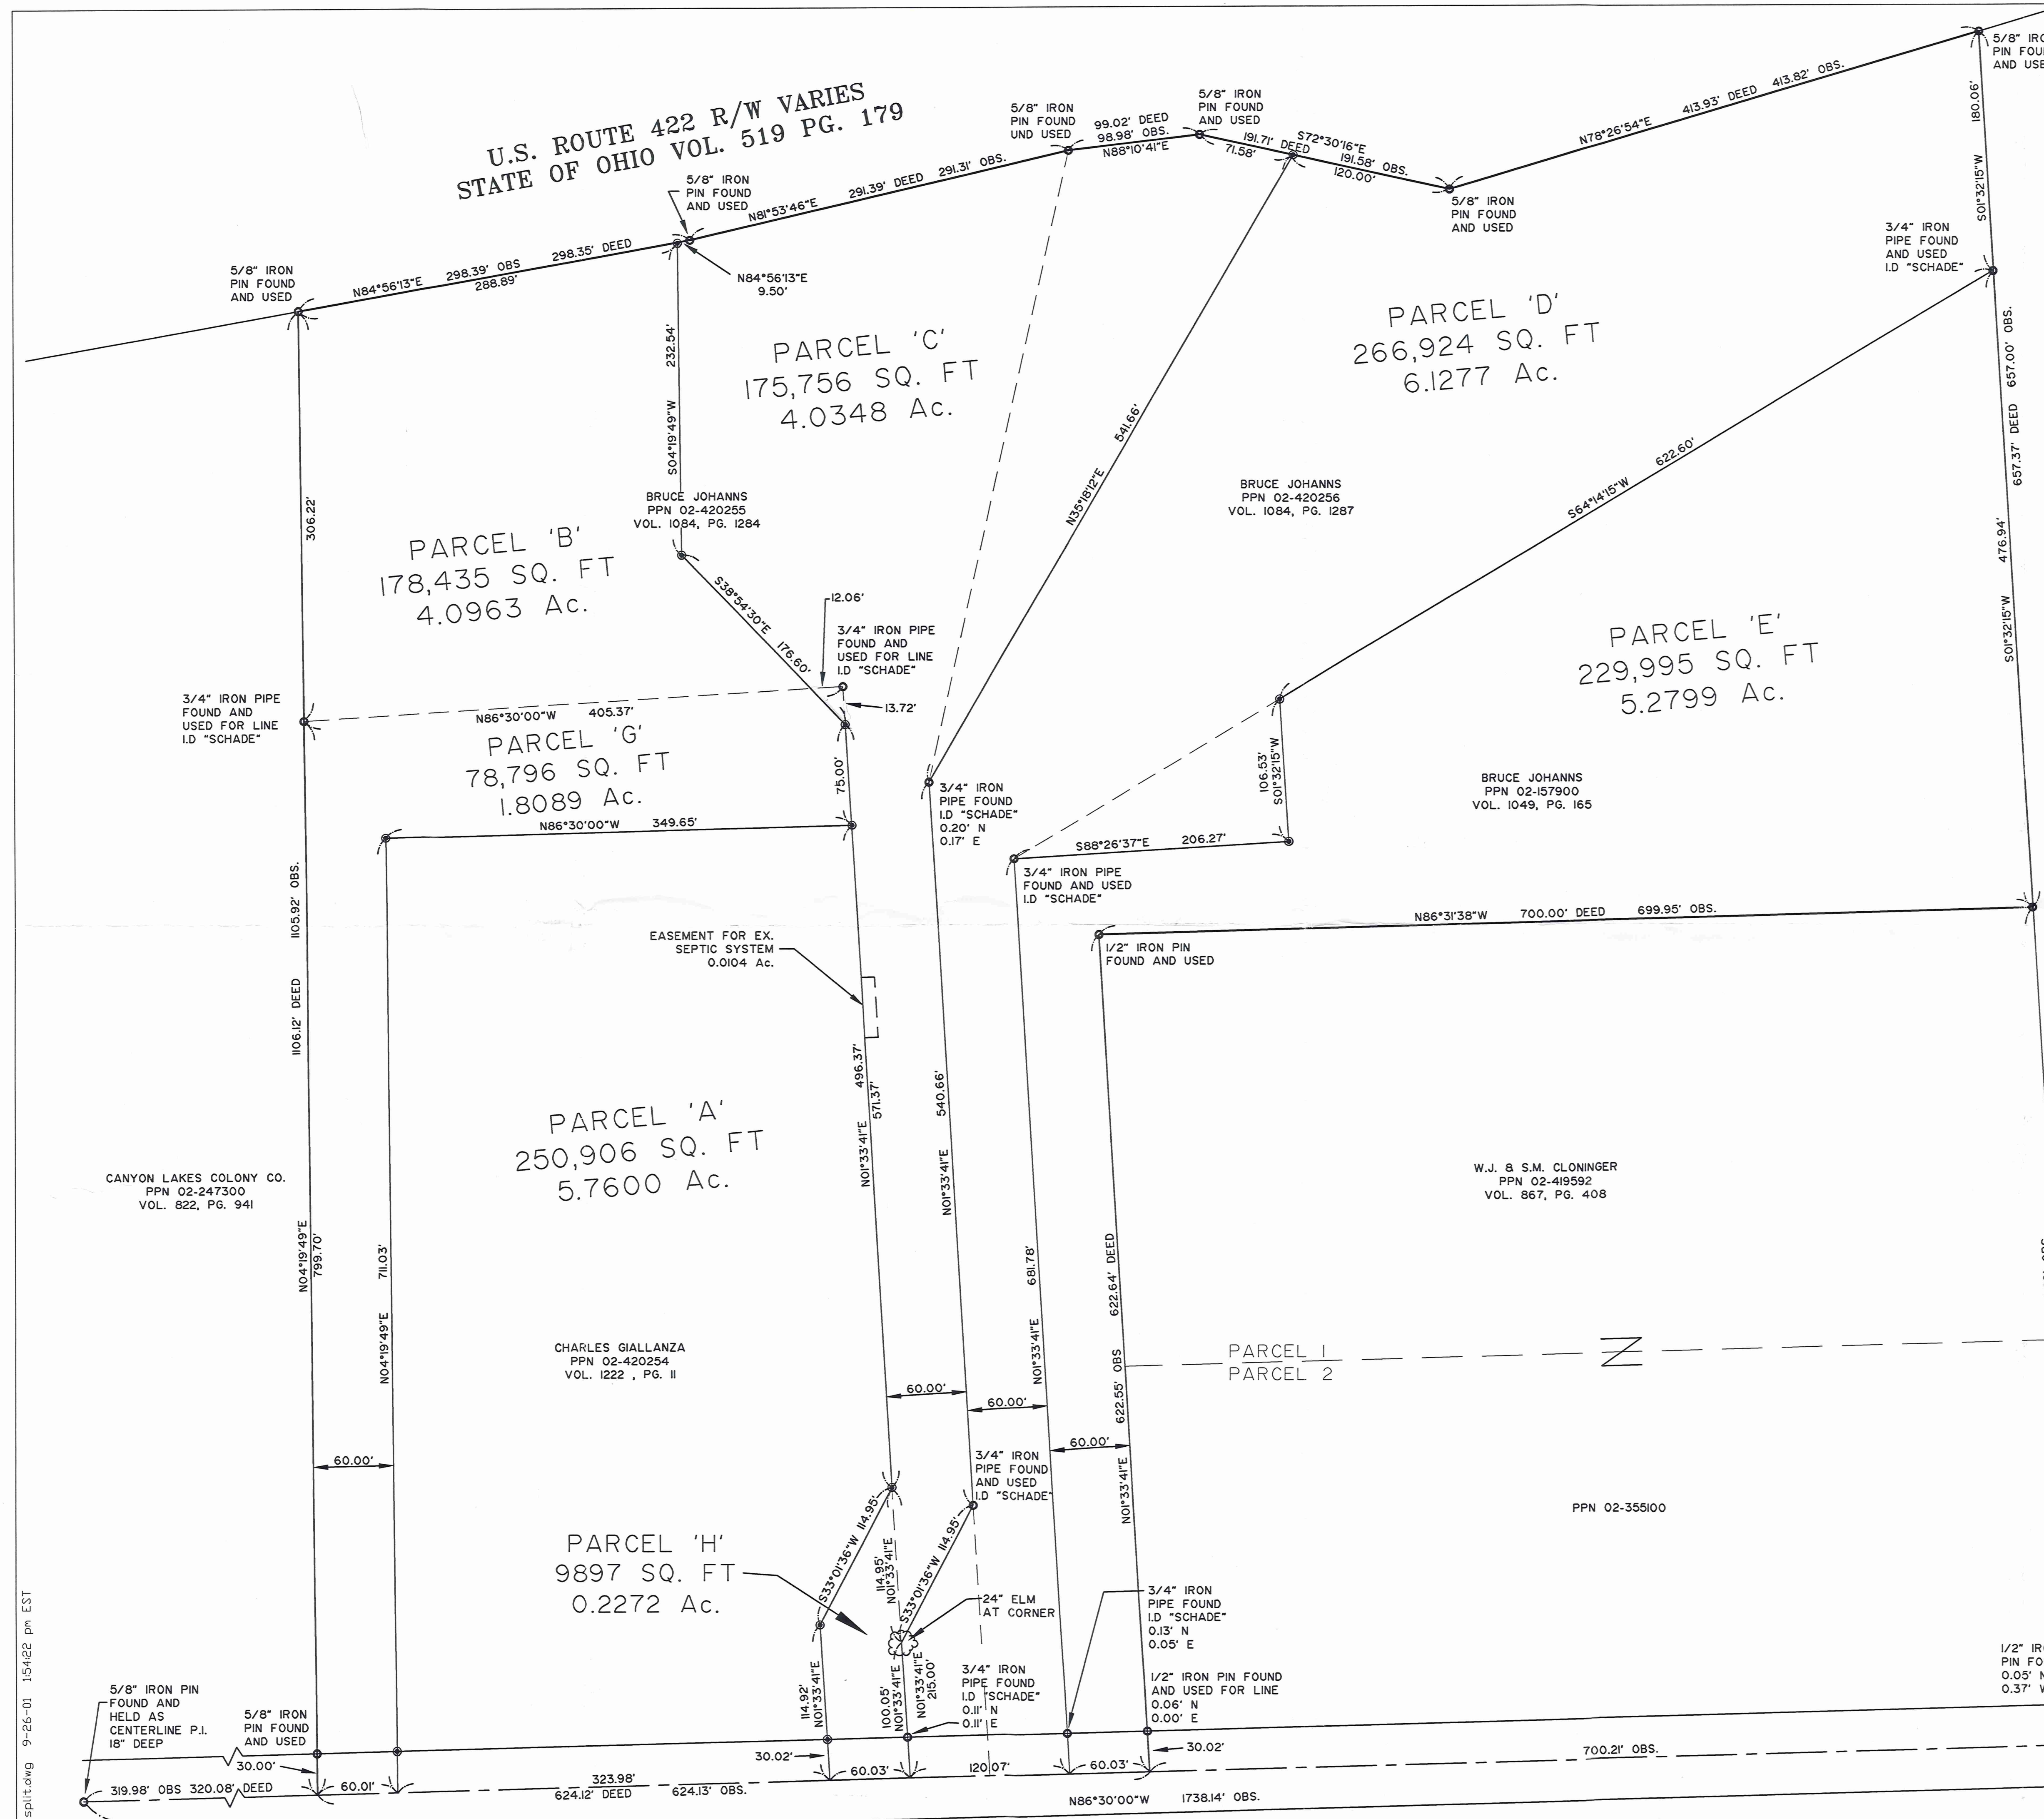 U.S. ROUTE 422 R/W VARIES
STATE OF OHIO VOL. 519 PG. 179
5/8" IRON
PIN FOUND
UND USED
99.02' DEED
98.98' OBS.
N88°10'41"E
5/8" IRON
PIN FOUND
AND USED
191.71' DEED
71.58'
S72°30'16"E
191.58' OBS.
120.00'
5/8" IRON
PIN FOUND
AND USED
N78°26'54"E
413.93' DEED 413.82' OBS.
180.06'
S01°32'15"W
3/4" IRON
PIPE FOUND
AND USED
I.D "SCHADE"
5/8" IRON
PIN FOUND
AND USED
N81°53'46"E 291.39' DEED 291.31' OBS.
5/8" IRON
PIN FOUND
AND USED
N84°56'13"E 298.39' OBS 298.35' DEED
288.89'
N84°56'13"E
9.50'
232.54'
S04°19'49"W
PARCEL 'C'
175,756 SQ. FT
4.0348 Ac.
PARCEL 'D'
266,924 SQ. FT
6.1277 Ac.
541.66'
N35°18'12"E
622.60'
S64°14'15"W
657.37' DEED 657.00' OBS.
476.94'
S01°32'15"W
306.22'
BRUCE JOHANNS
PPN 02-420255
VOL. 1084, PG. 1284
BRUCE JOHANNS
PPN 02-420256
VOL. 1084, PG. 1287
PARCEL 'B'
178,435 SQ. FT
4.0963 Ac.
S38°54'30"E 176.60'
12.06'
3/4" IRON PIPE
FOUND AND
USED FOR LINE
I.D "SCHADE"
PARCEL 'E'
229,995 SQ. FT
5.2799 Ac.
3/4" IRON PIPE
FOUND AND
USED FOR LINE
I.D "SCHADE"
N86°30'00"W 405.37'
13.72'
PARCEL 'G'
78,796 SQ. FT
1.8089 Ac.
75.00'
3/4" IRON
PIPE FOUND
I.D "SCHADE"
0.20' N
0.17' E
106.53'
S01°32'15"W
BRUCE JOHANNS
PPN 02-157900
VOL. 1049, PG. 165
N86°30'00"W 349.65'
S88°26'37"E 206.27'
3/4" IRON PIPE
FOUND AND USED
I.D "SCHADE"
N86°31'38"W 700.00' DEED 699.95' OBS.
1/2" IRON PIN
FOUND AND USED
1106.12' DEED 1105.92' OBS.
EASEMENT FOR EX.
SEPTIC SYSTEM
0.0104 Ac.
496.37'
571.37'
N01°33'41"E
540.66'
N01°33'41"E
PARCEL 'A'
250,906 SQ. FT
5.7600 Ac.
CANYON LAKES COLONY CO.
PPN 02-247300
VOL. 822, PG. 941
N04°19'49"E
799.70'
711.03'
N04°19'49"E
W.J. & S.M. CLONINGER
PPN 02-419592
VOL. 867, PG. 408
681.78'
N01°33'41"E
622.64' DEED
622.55' OBS
N01°33'41"E
CHARLES GIALLANZA
PPN 02-420254
VOL. 1222 , PG. 11
PARCEL 1
PARCEL 2
60.00'
60.00'
60.00'
60.00'
3/4" IRON
PIPE FOUND
AND USED
I.D "SCHADE"
PPN 02-355100
PARCEL 'H'
9897 SQ. FT
0.2272 Ac.
S33°01'36"W 114.95'
114.95'
N01°33'41"E
S33°01'36"W 114.95'
24" ELM
AT CORNER
3/4" IRON
PIPE FOUND
I.D "SCHADE"
0.13' N
0.05' E
114.92'
N01°33'41"E
100.05'
N01°33'41"E
N01°33'41"E
215.00'
3/4" IRON
PIPE FOUND
I.D "SCHADE"
0.11' N
0.11' E
1/2" IRON PIN FOUND
AND USED FOR LINE
0.06' N
0.00' E
0.05'
0.37'
5/8" IRON PIN
FOUND AND
HELD AS
CENTERLINE P.I.
18" DEEP
5/8" IRON
PIN FOUND
AND USED
30.00'
30.02'
30.02'
319.98' OBS 320.08' DEED
60.01'
323.98'
624.12' DEED 624.13' OBS.
60.03'
120.07'
60.03'
700.21' OBS.
N86°30'00"W 1738.14' OBS.
split.dwg 9-26-01 1:54:22 pm EST